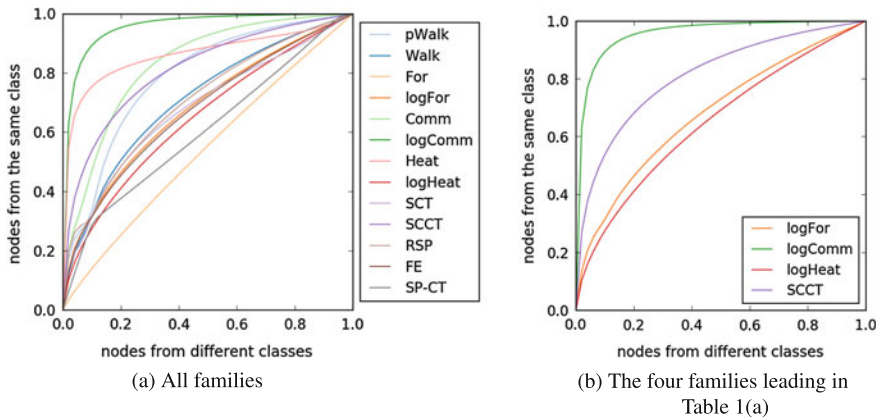 1.0
0.8
0.6
0.4
0.2
0.0
nodes from the same class
0.0 0.2 0.4 0.6 0.8 1.0
nodes from different classes
pWalk
Walk
For
logFor
Comm
logComm
Heat
logHeat
SCT
SCCT
RSP
FE
SP-CT
(a) All families
1.0
0.8
0.6
0.4
0.2
0.0
nodes from the same class
0.0 0.2 0.4 0.6 0.8 1.0
nodes from different classes
logFor
logComm
logHeat
SCCT
(b) The four families leading in
Table 1(a)